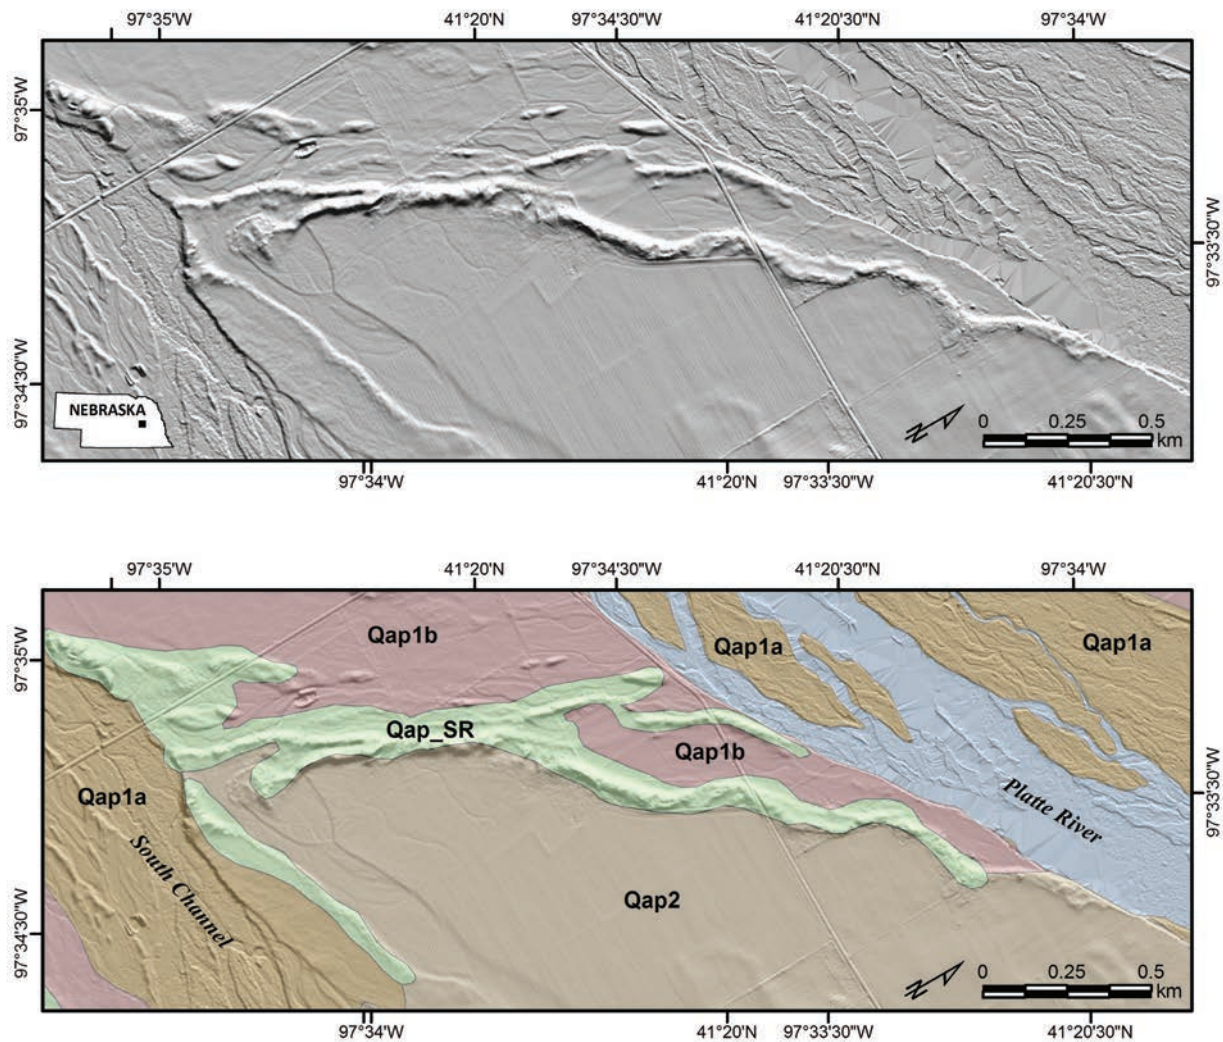 97°35'W 41°20'N 97°34'30"W 41°20'30"N 97°34'W
97°35'W
97°33'30"W
97°34'30"W
NEBRASKA
N
0 0.25 0.5
km
97°34'W 41°20'N 97°33'30"W 41°20'30"N
97°35'W 41°20'N 97°34'30"W 41°20'30"N 97°34'W
Qap1b
Qap1a
Qap1a
97°35'W
Qap_SR
Qap1b
97°33'30"W
Qap1a
Platte River
South Channel
Qap2
97°34'30"W
N
0 0.25 0.5
km
97°34'W 41°20'N 97°33'30"W 41°20'30"N